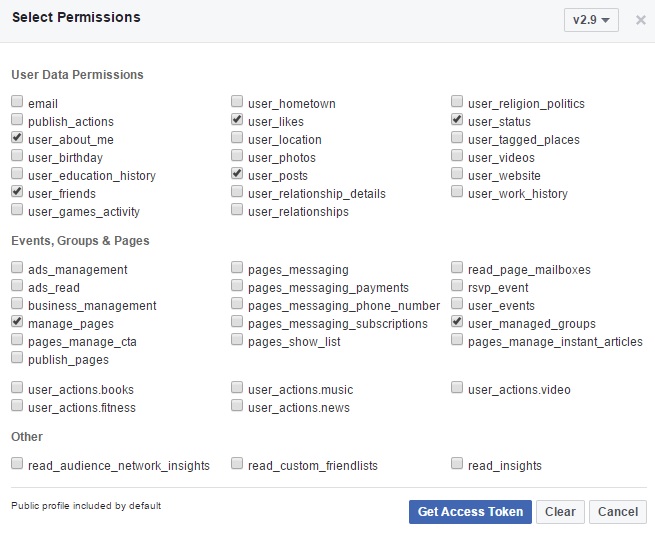 Select Permissions
v2.9
×
User Data Permissions
email user_hometown user_religion_politics
publish_actions user_likes user_status
user_about_me user_location user_tagged_places
user_birthday user_photos user_videos
user_education_history user_posts user_website
user_friends user_relationship_details user_work_history
user_games_activity user_relationships
Events, Groups & Pages
ads_management pages_messaging read_page_mailboxes
ads_read pages_messaging_payments rsvp_event
business_management pages_messaging_phone_number user_events
manage_pages pages_messaging_subscriptions user_managed_groups
pages_manage_cta pages_show_list pages_manage_instant_articles
publish_pages
user_actions.books user_actions.music user_actions.video
user_actions.fitness user_actions.news
Other
read_audience_network_insights read_custom_friendlists read_insights
Public profile included by default
Get Access Token Clear Cancel